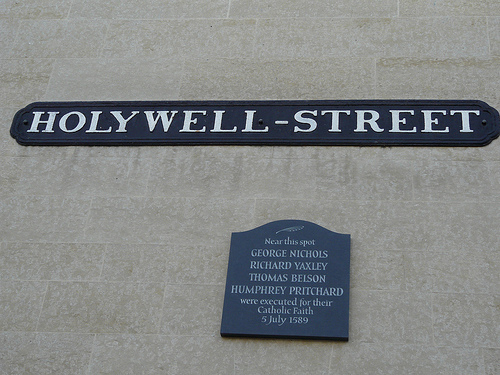 HOLYWELL-STREET
Near this spot
GEORGE NICHOLS
RICHARD YAXLEY
THOMAS BELSON
HUMPHREY PRITCHARD
were executed for their
Catholic Faith
5 July 1589